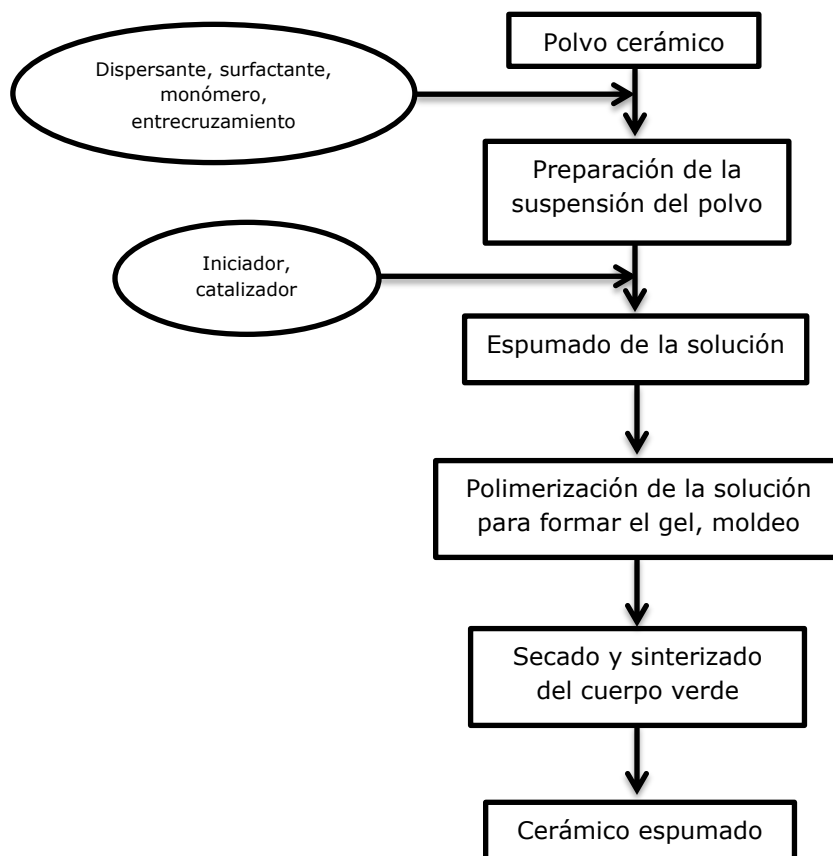 Polvo cerámico
Dispersante, surfactante,
monómero,
entrecruzamiento
Preparación de la
suspensión del polvo
Iniciador,
catalizador
Espumado de la solución
Polimerización de la solución
para formar el gel, moldeo
Secado y sinterizado
del cuerpo verde
Cerámico espumado